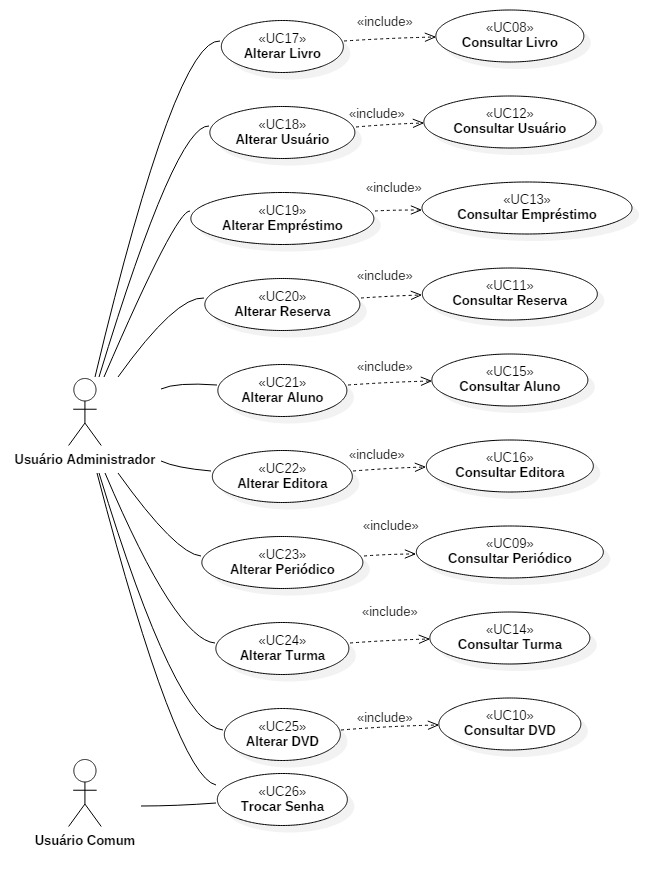 «UC17»
Alterar Livro
«include»
«UC08»
Consultar Livro
«UC18»
Alterar Usuário
«include»
«UC12»
Consultar Usuário
«UC19»
Alterar Empréstimo
«include»
«UC13»
Consultar Empréstimo
«UC20»
Alterar Reserva
«include»
«UC11»
Consultar Reserva
«UC21»
Alterar Aluno
«include»
«UC15»
Consultar Aluno
Usuário Administrador
«UC22»
Alterar Editora
«include»
«UC16»
Consultar Editora
«UC23»
Alterar Periódico
«include»
«UC09»
Consultar Periódico
«UC24»
Alterar Turma
«include»
«UC14»
Consultar Turma
«UC25»
Alterar DVD
«include»
«UC10»
Consultar DVD
«UC26»
Trocar Senha
Usuário Comum